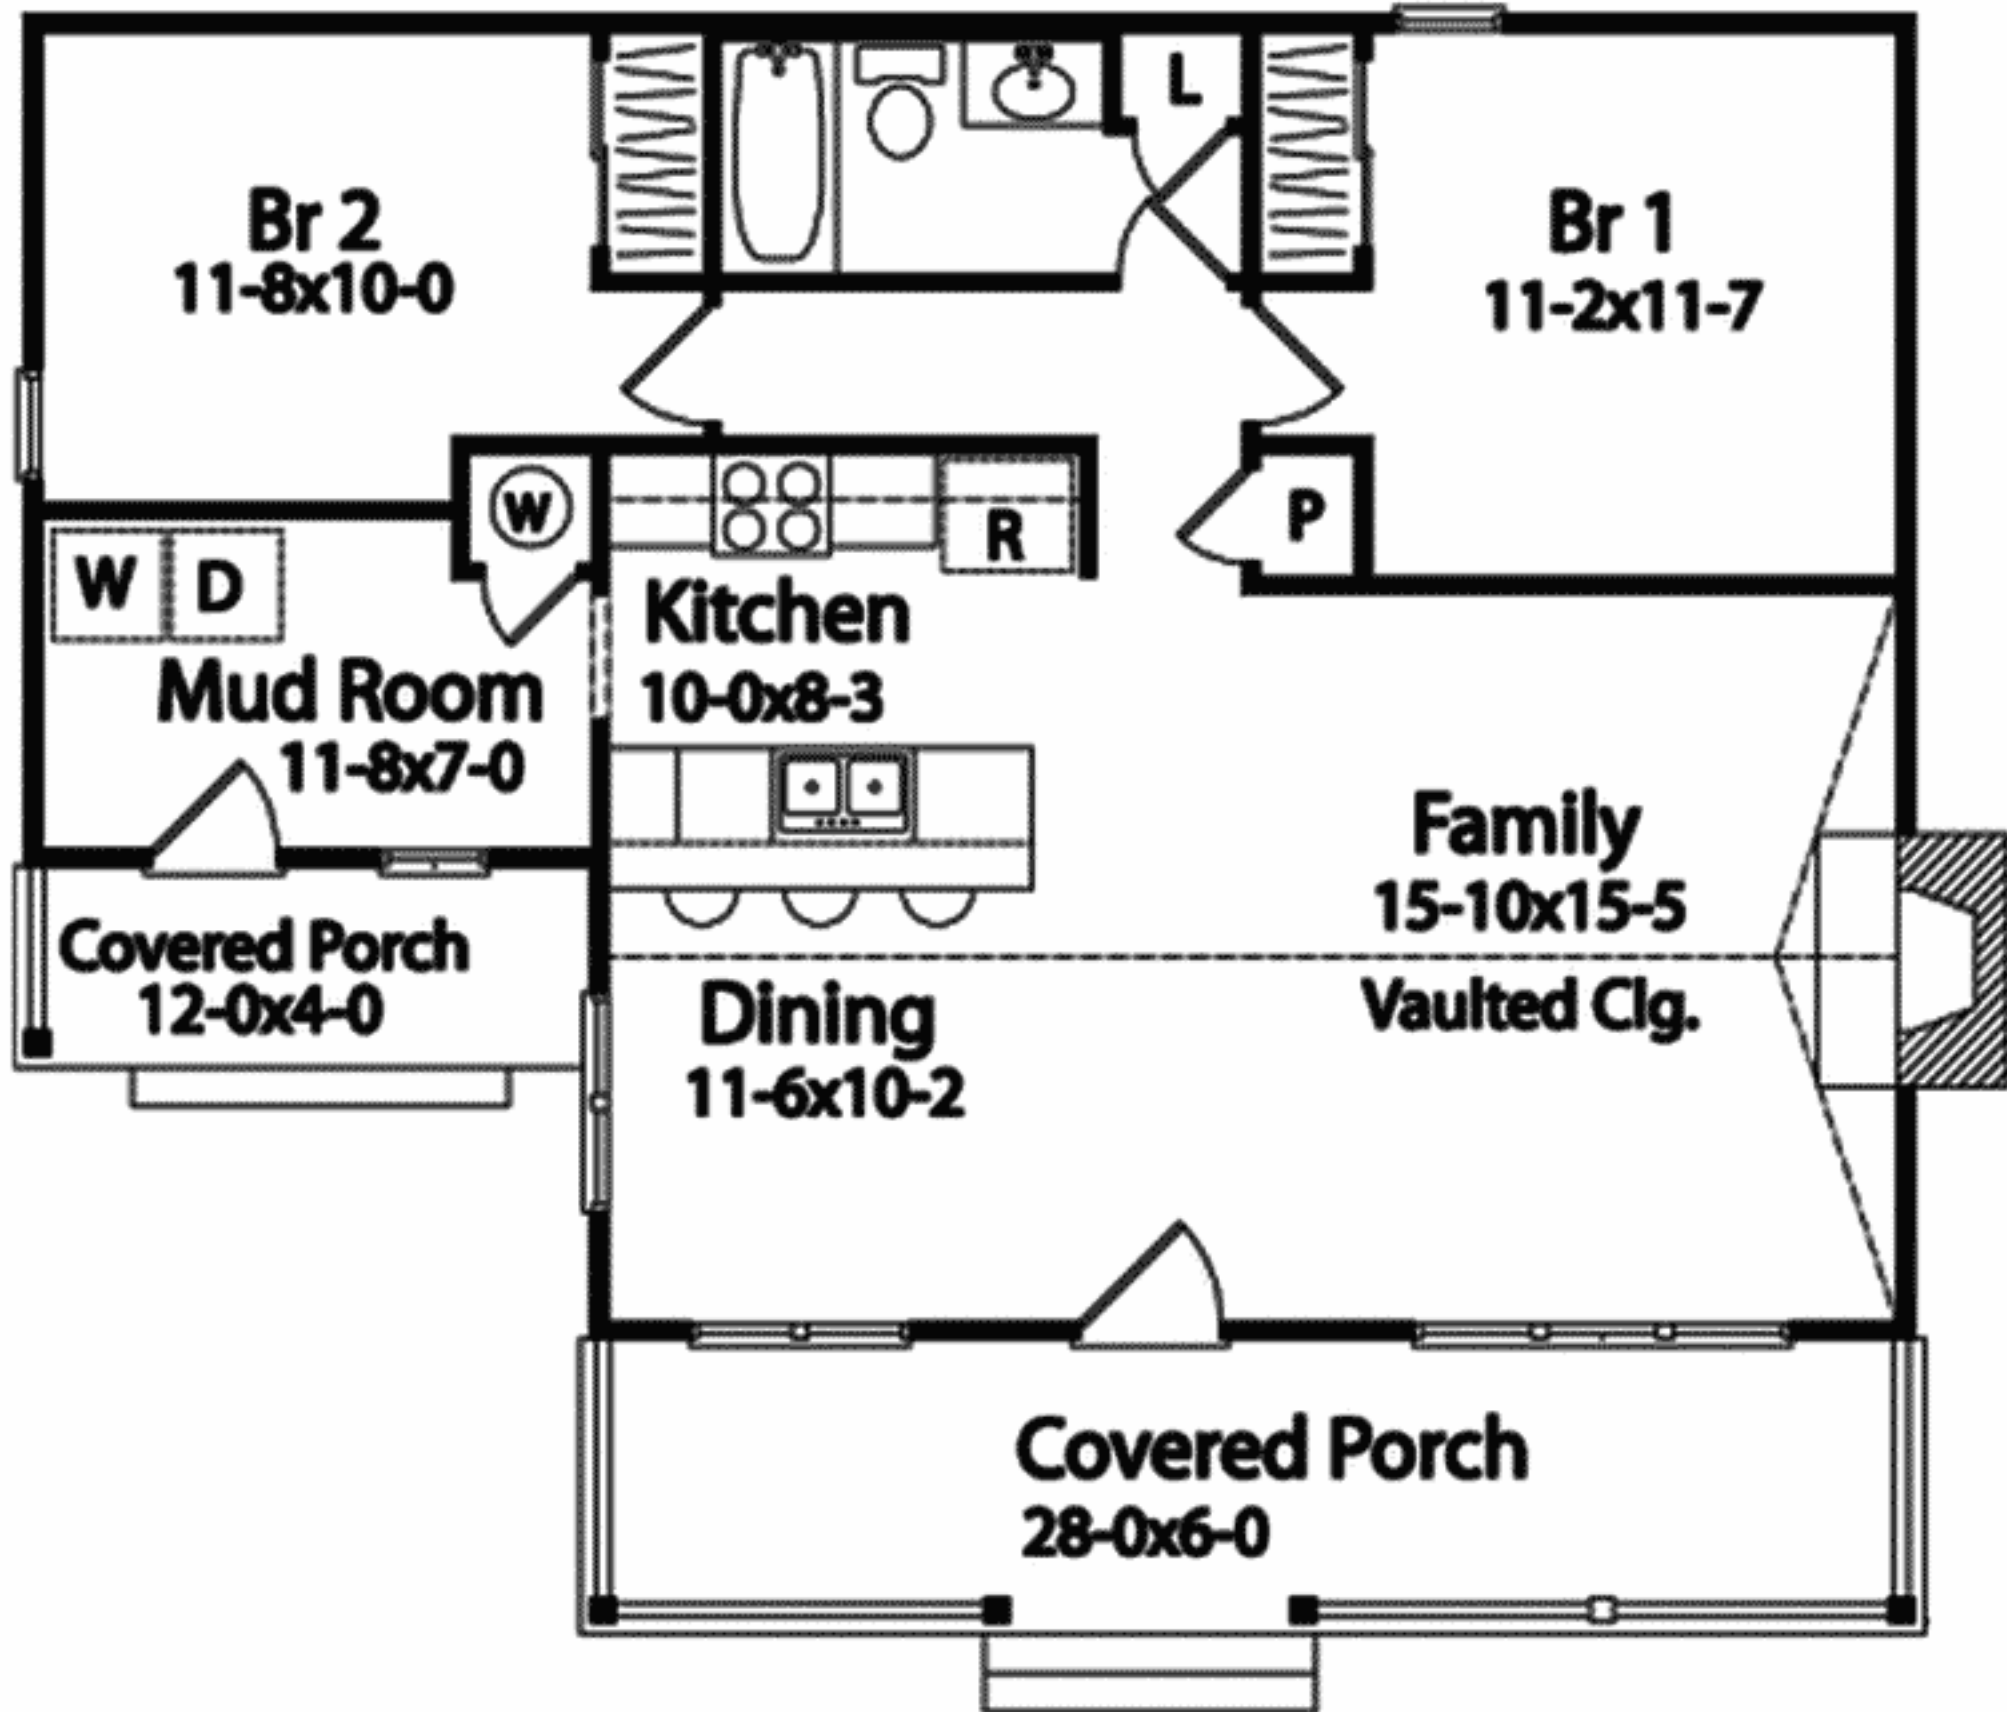 L
Br 2
11-8x10-0
Br 1
11-2x11-7
W
R
P
W D
Kitchen
10-0x8-3
Mud Room
11-8x7-0
Family
15-10x15-5
Vaulted Clg.
Covered Porch
12-0x4-0
Dining
11-6x10-2
Covered Porch
28-0x6-0